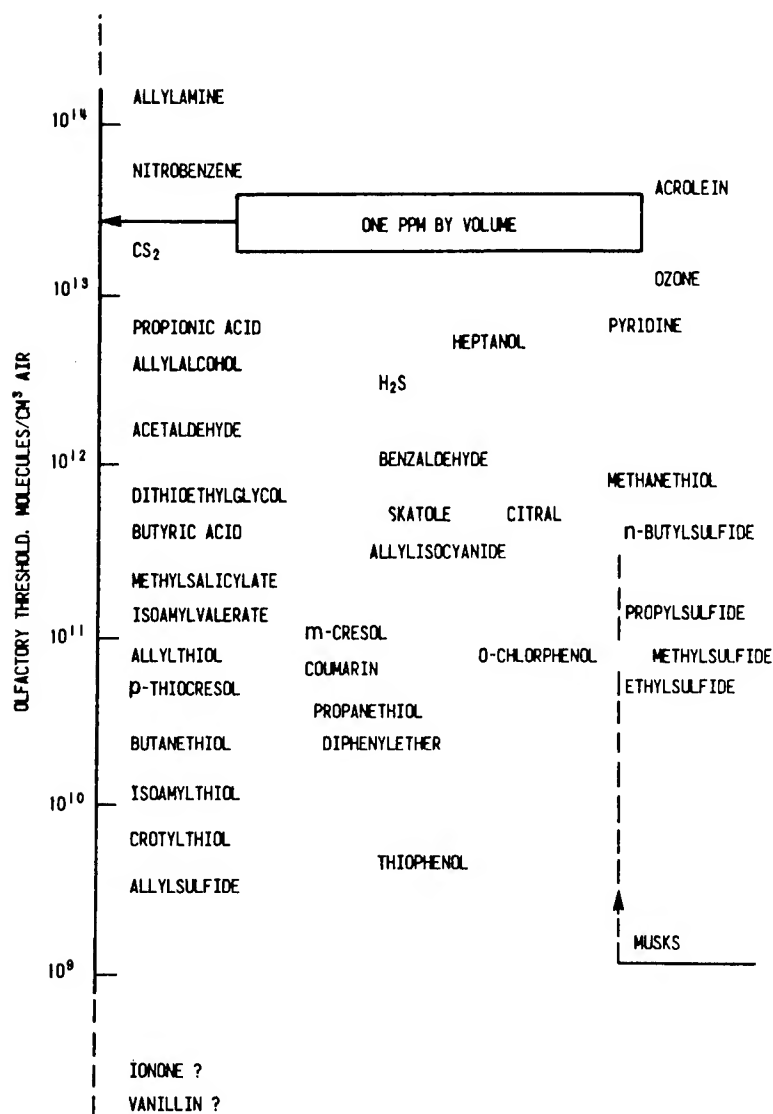 10¹⁴
ALLYLAMINE
NITROBENZENE
ACROLEIN
ONE PPM BY VOLUME
CS₂
10¹³
OZONE
PROPIONIC ACID
HEPTANOL
PYRIDINE
ALLYLALCOHOL
H₂S
ACETALDEHYDE
10¹²
BENZALDEHYDE
METHANETHIOL
DITHIOETHYLGLYCOL
SKATOLE
CITRAL
BUTYRIC ACID
n-BUTYLSULFIDE
ALLYLISOCYANIDE
METHYLSALICYLATE
ISOAMYLVALERATE
PROPYLSULFIDE
10¹¹
m-CRESOL
ALLYLTHIOL
COUMARIN
O-CHLORPHENOL
METHYLSULFIDE
p-THIOCRESOL
ETHYLSULFIDE
PROPANETHIOL
BUTANETHIOL
DIPHENYLETHER
10¹⁰
ISOAMYLTHIOL
CROTYLTHIOL
THIOPHENOL
ALLYLSULFIDE
MUSKS
10⁹
IONONE ?
VANILLIN ?
OLFACTORY THRESHOLD. MOLECULES/CM³ AIR